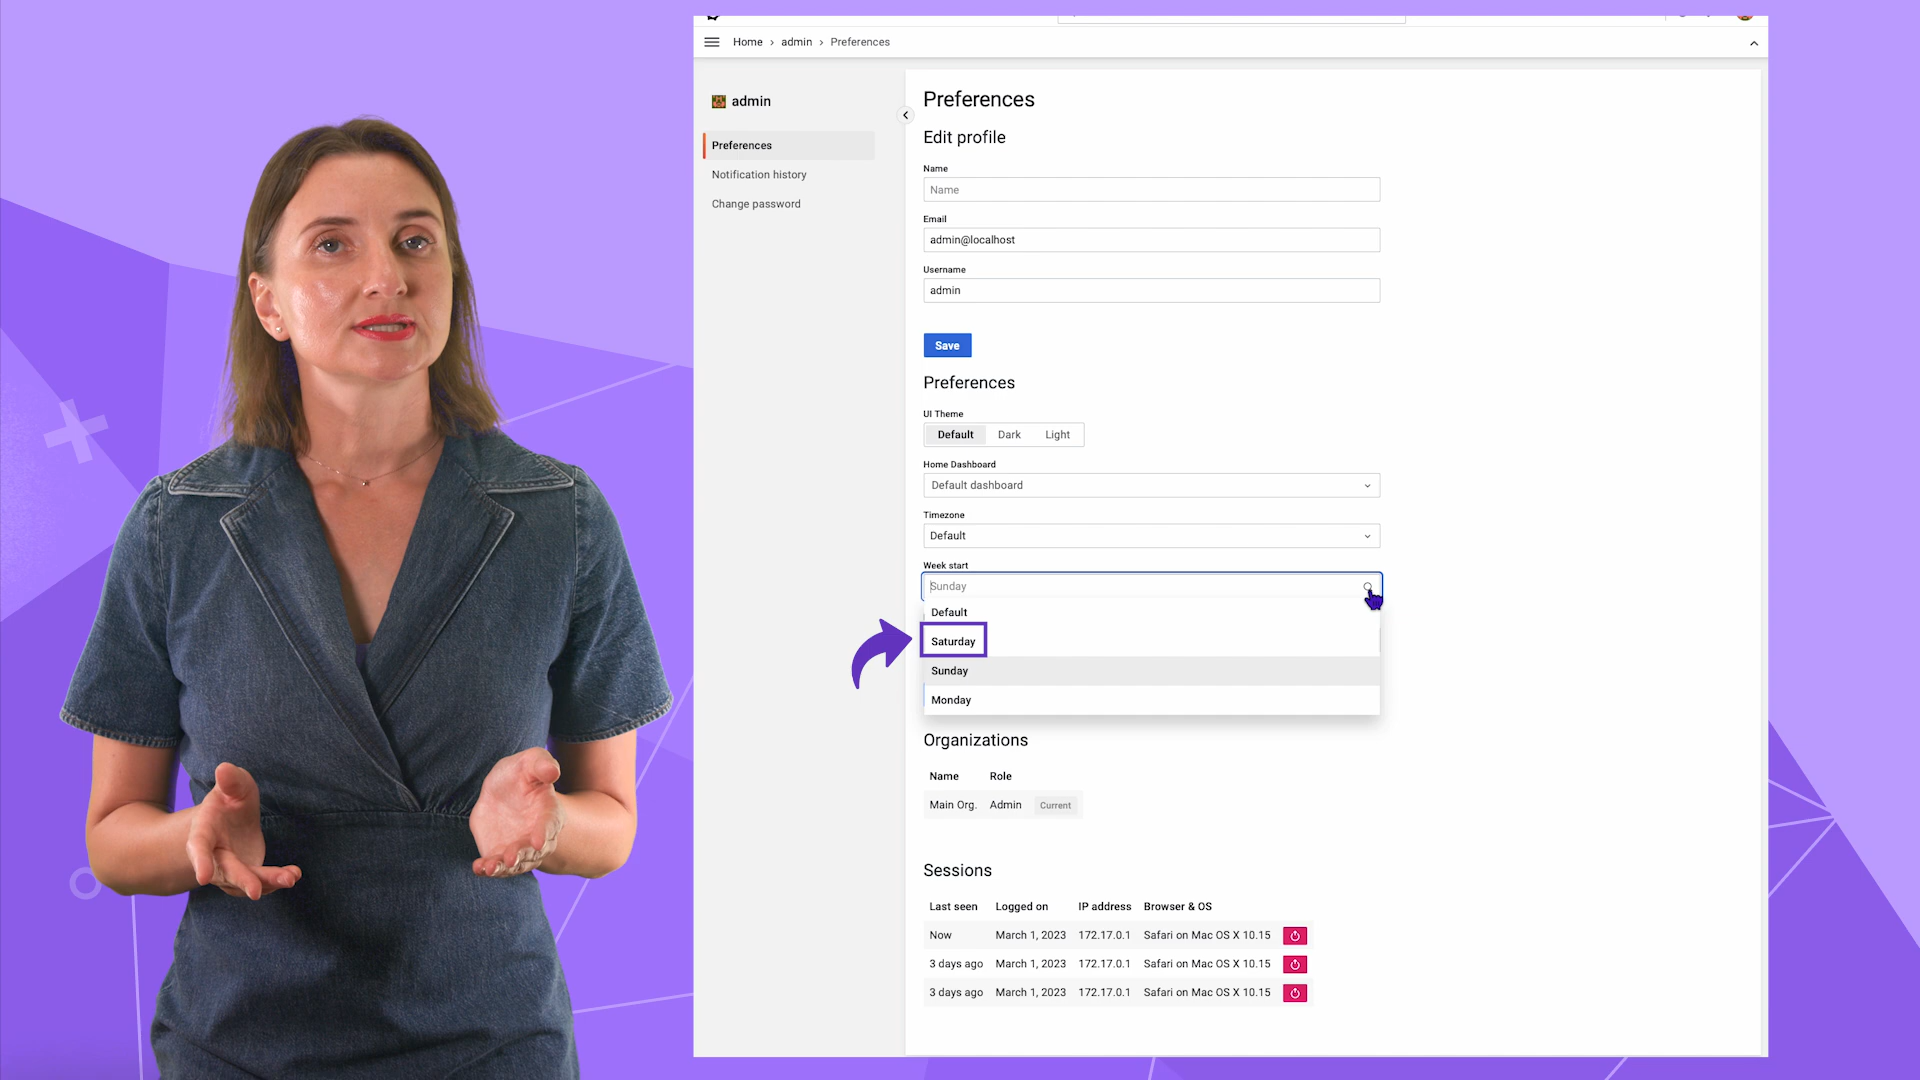 Home › admin › Preferences
admin
Preferences
Notification history
Change password
Preferences
Edit profile
Name
Name
Email
admin@localhost
Username
admin
Save
Preferences
UI Theme
Default Dark Light
Home Dashboard
Default dashboard
Timezone
Default
Week start
Sunday
Default
Saturday
Sunday
Monday
Organizations
Name Role
Main Org. Admin Current
Sessions
Last seen Logged on IP address Browser & OS
Now March 1, 2023 172.17.0.1 Safari on Mac OS X 10.15
3 days ago March 1, 2023 172.17.0.1 Safari on Mac OS X 10.15
3 days ago March 1, 2023 172.17.0.1 Safari on Mac OS X 10.15